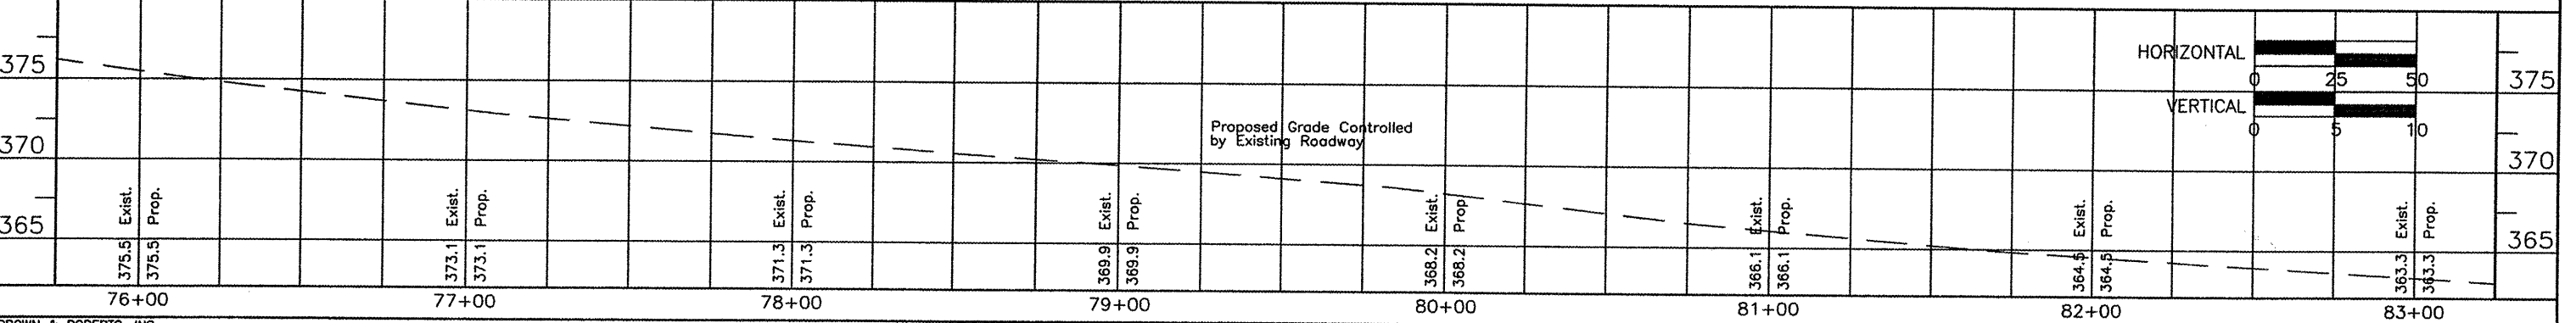 HORIZONTAL
0 25 50
375 375
VERTICAL
0 5 10
Proposed Grade Controlled
by Existing Roadway
370 370
365 365
375.5 Exist.
375.5 Prop.
373.1 Exist.
373.1 Prop.
371.3 Exist.
371.3 Prop.
369.9 Exist.
369.9 Prop.
368.2 Exist.
368.2 Prop.
366.1 Exist.
366.1 Prop.
364.5 Exist.
364.5 Prop.
363.3 Exist.
363.3 Prop.
76+00 77+00 78+00 79+00 80+00 81+00 82+00 83+00